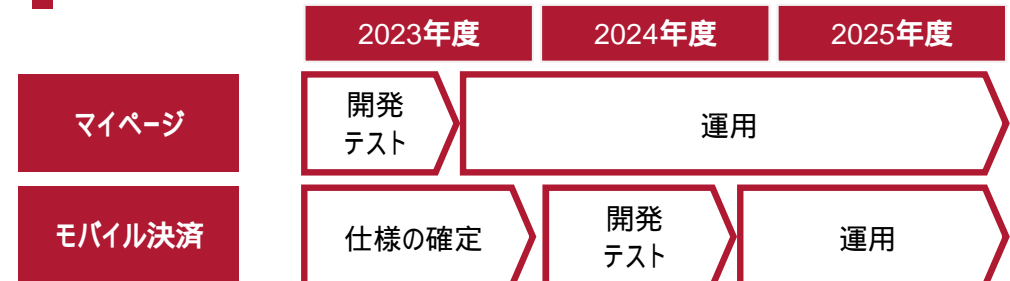 2023年度 2024年度 2025年度
マイページ
開発
テスト
運用
モバイル決済
仕様の確定
開発
テスト
運用